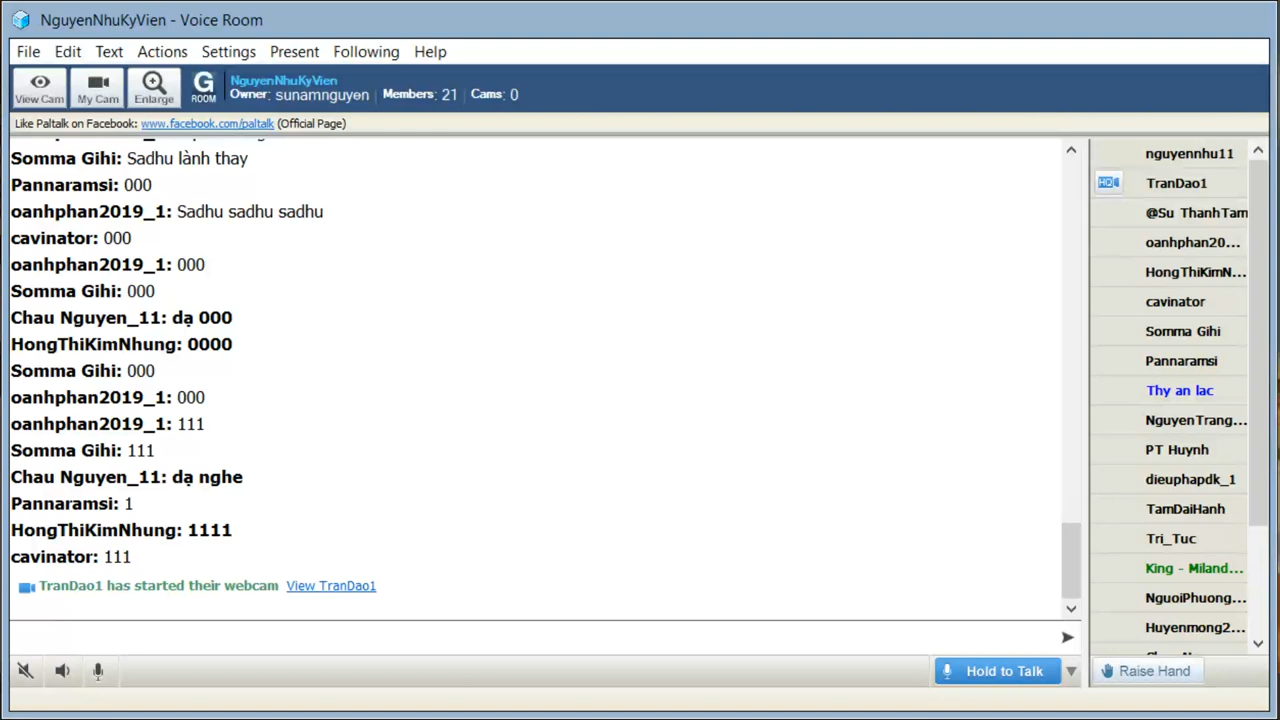 NguyenNhuKyVien - Voice Room
File Edit Text Actions Settings Present Following Help
View Cam
My Cam
Enlarge
G
ROOM
NguyenNhuKyVien
Owner: sunamnguyen Members: 21 Cams: 0
Like Paltalk on Facebook: www.facebook.com/paltalk (Official Page)
Somma Gihi: Sadhu lành thay
Pannaramsi: 000
oanhphan2019_1: Sadhu sadhu sadhu
cavinator: 000
oanhphan2019_1: 000
Somma Gihi: 000
Chau Nguyen_11: dạ 000
HongThiKimNhung: 0000
Somma Gihi: 000
oanhphan2019_1: 000
oanhphan2019_1: 111
Somma Gihi: 111
Chau Nguyen_11: dạ nghe
Pannaramsi: 1
HongThiKimNhung: 1111
cavinator: 111
TranDao1 has started their webcam View TranDao1
nguyennhu11
HQ
TranDao1
@Su ThanhTam
oanhphan20...
HongThiKimN...
cavinator
Somma Gihi
Pannaramsi
Thy an lac
NguyenTrang...
PT Huynh
dieuphapdk_1
TamDaiHanh
Tri_Tuc
King - Miland...
NguoiPhuong...
Huyenmong2...
Hold to Talk
Raise Hand